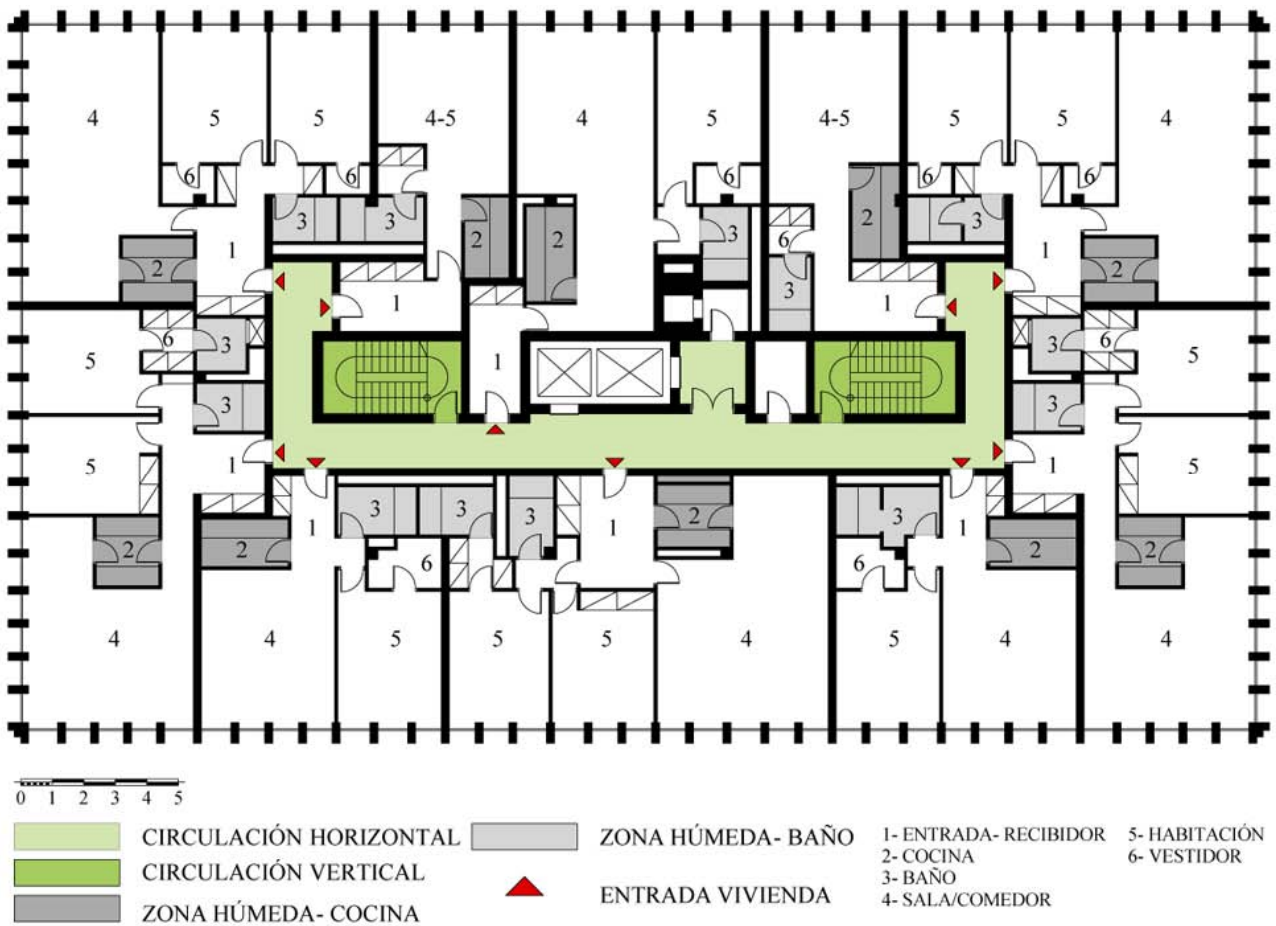 4 5 5 4-5 4 5 4-5 5 5 4
6 6 6 6 6
3 3 2 3
1 2 2 3 6 1
2 2
1 3 1
6 3 3 6
5 1 5
3 3
5 1 1 5
3 3 3 2 3
1 1 1
2 2 2 2
6 6
4 4 5 5 5 4 5 4 4
0 1 2 3 4 5
CIRCULACIÓN HORIZONTAL
CIRCULACIÓN VERTICAL
ZONA HÚMEDA- COCINA
ZONA HÚMEDA- BAÑO
ENTRADA VIVIENDA
1- ENTRADA- RECIBIDOR
2- COCINA
3- BAÑO
4- SALA/COMEDOR
5- HABITACIÓN
6- VESTIDOR